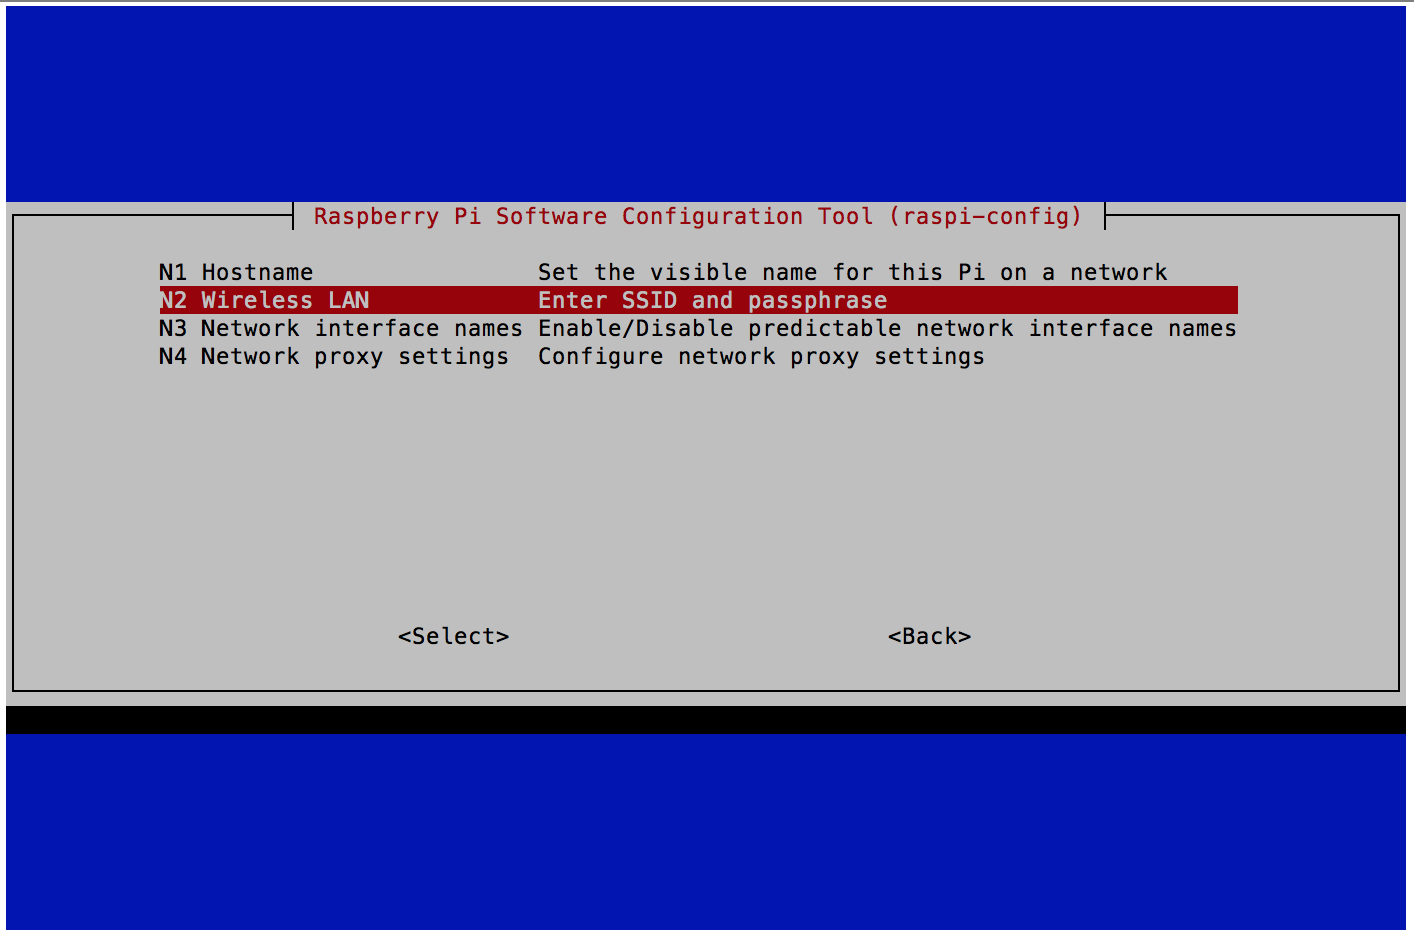 Raspberry Pi Software Configuration Tool (raspi-config)
N1 Hostname Set the visible name for this Pi on a network
N2 Wireless LAN Enter SSID and passphrase
N3 Network interface names Enable/Disable predictable network interface names
N4 Network proxy settings Configure network proxy settings
<Select> <Back>